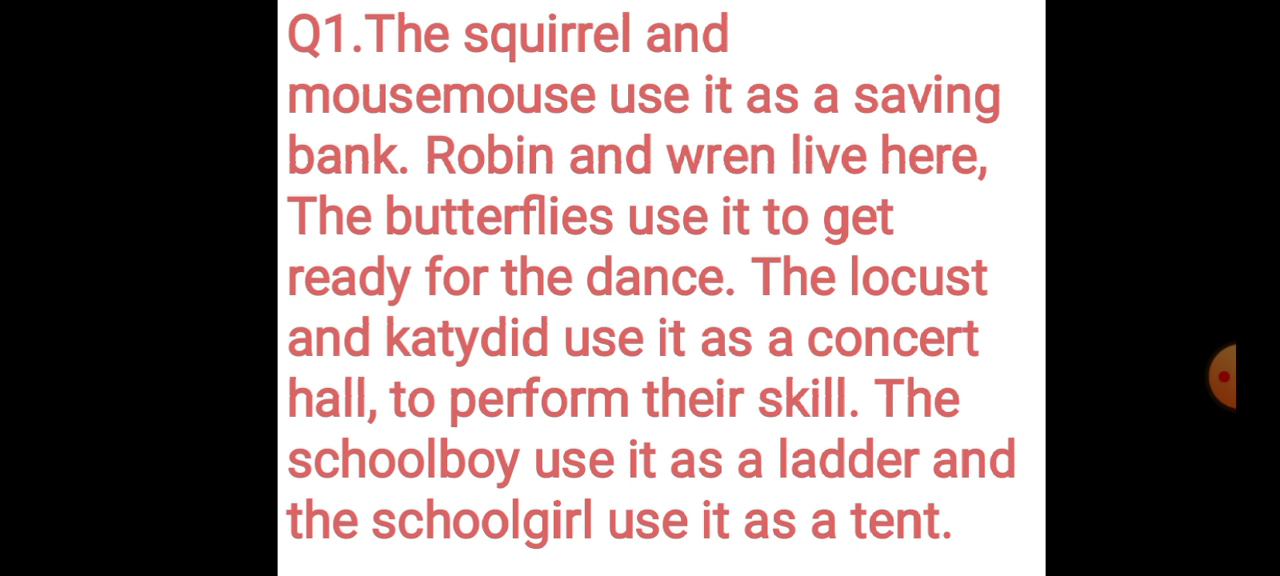 Q1.The squirrel and
mousemouse use it as a saving
bank. Robin and wren live here,
The butterflies use it to get
ready for the dance. The locust
and katydid use it as a concert
hall, to perform their skill. The
schoolboy use it as a ladder and
the schoolgirl use it as a tent.